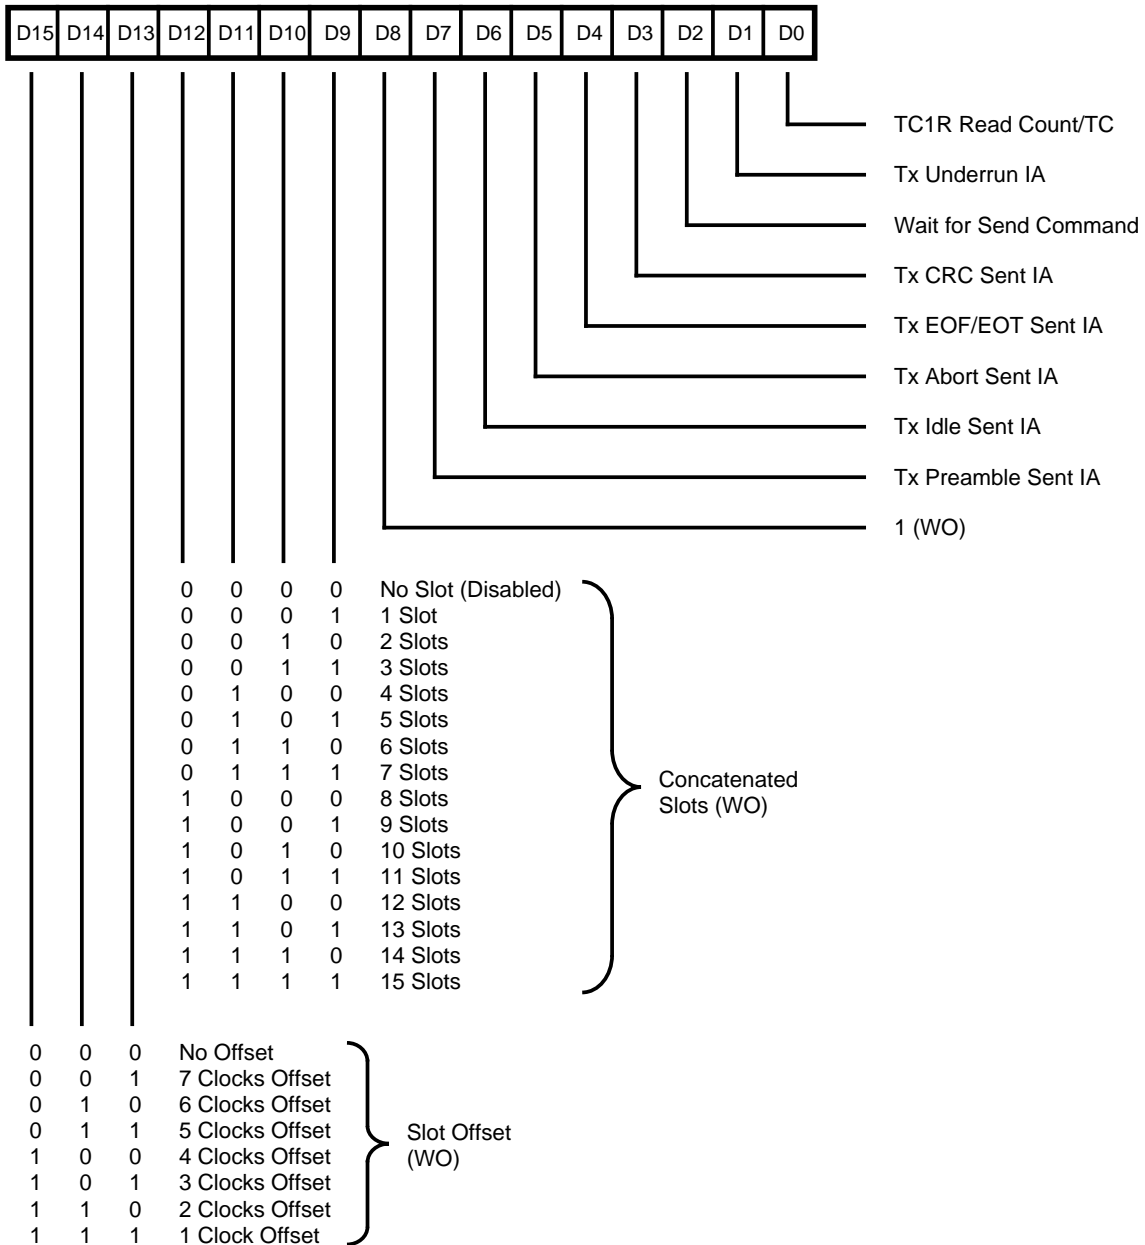 D15 D14 D13 D12 D11 D10 D9 D8 D7 D6 D5 D4 D3 D2 D1 D0
TC1R Read Count/TC
Tx Underrun IA
Wait for Send Command
Tx CRC Sent IA
Tx EOF/EOT Sent IA
Tx Abort Sent IA
Tx Idle Sent IA
Tx Preamble Sent IA
1 (WO)
0 0 0 0 No Slot (Disabled)
0 0 0 1 1 Slot
0 0 1 0 2 Slots
0 0 1 1 3 Slots
0 1 0 0 4 Slots
0 1 0 1 5 Slots
0 1 1 0 6 Slots
0 1 1 1 7 Slots
1 0 0 0 8 Slots
1 0 0 1 9 Slots
1 0 1 0 10 Slots
1 0 1 1 11 Slots
1 1 0 0 12 Slots
1 1 0 1 13 Slots
1 1 1 0 14 Slots
1 1 1 1 15 Slots
Concatenated
Slots (WO)
0 0 0 No Offset
0 0 1 7 Clocks Offset
0 1 0 6 Clocks Offset
0 1 1 5 Clocks Offset
1 0 0 4 Clocks Offset
1 0 1 3 Clocks Offset
1 1 0 2 Clocks Offset
1 1 1 1 Clock Offset
Slot Offset
(WO)